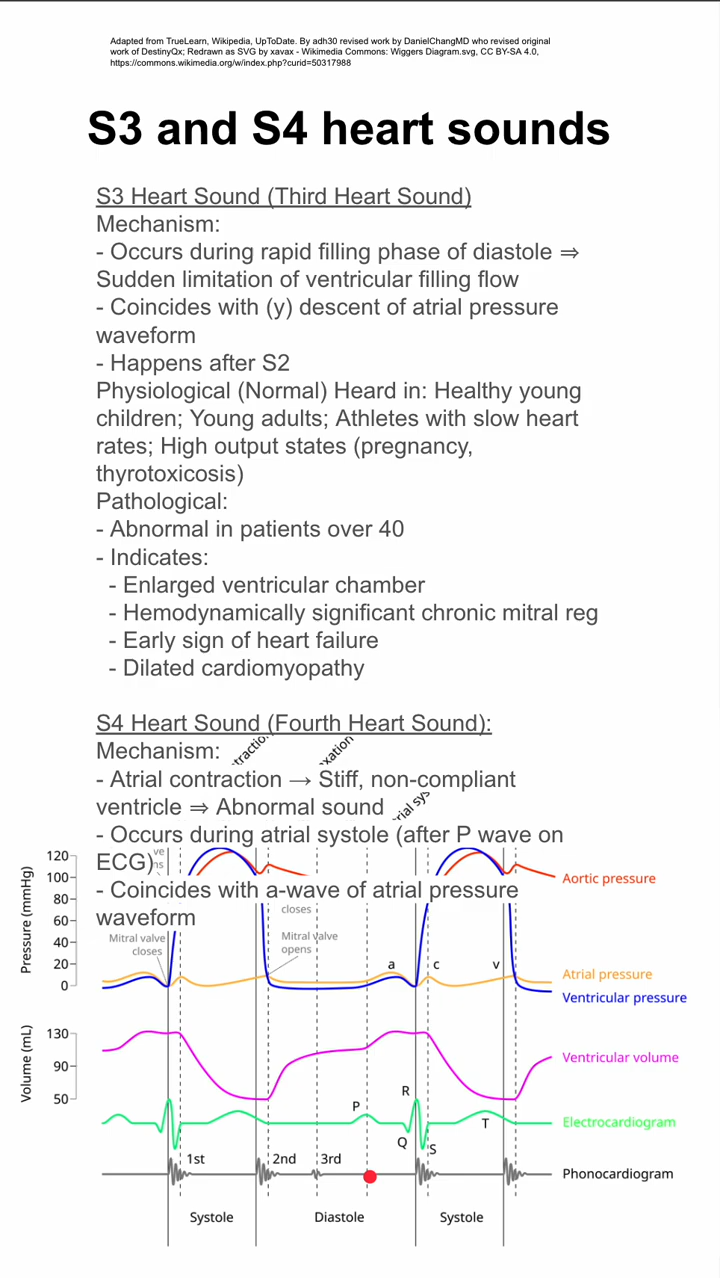 Adapted from TrueLearn, Wikipedia, UpToDate. By adh30 revised work by DanielChangMD who revised original
work of DestinyQx; Redrawn as SVG by xavax - Wikimedia Commons: Wiggers Diagram.svg, CC BY-SA 4.0,
https://commons.wikimedia.org/w/index.php?curid=50317988
S3 and S4 heart sounds
S3 Heart Sound (Third Heart Sound)
Mechanism:
- Occurs during rapid filling phase of diastole ⇒
Sudden limitation of ventricular filling flow
- Coincides with (y) descent of atrial pressure
waveform
- Happens after S2
Physiological (Normal) Heard in: Healthy young
children; Young adults; Athletes with slow heart
rates; High output states (pregnancy,
thyrotoxicosis)
Pathological:
- Abnormal in patients over 40
- Indicates:
- Enlarged ventricular chamber
- Hemodynamically significant chronic mitral reg
- Early sign of heart failure
- Dilated cardiomyopathy
S4 Heart Sound (Fourth Heart Sound):
Mechanism:
- Atrial contraction → Stiff, non-compliant
ventricle ⇒ Abnormal sound
- Occurs during atrial systole (after P wave on
ECG)
- Coincides with a-wave of atrial pressure
waveform
Pressure (mmHg)
120
100
80
60
40
20
0
closes
Mitral valve
closes
Mitral valve
opens
a
c
v
Aortic pressure
Atrial pressure
Ventricular pressure
Volume (mL)
130
90
50
Ventricular volume
P
R
Q
S
T
Electrocardiogram
1st
2nd
3rd
Phonocardiogram
Systole
Diastole
Systole